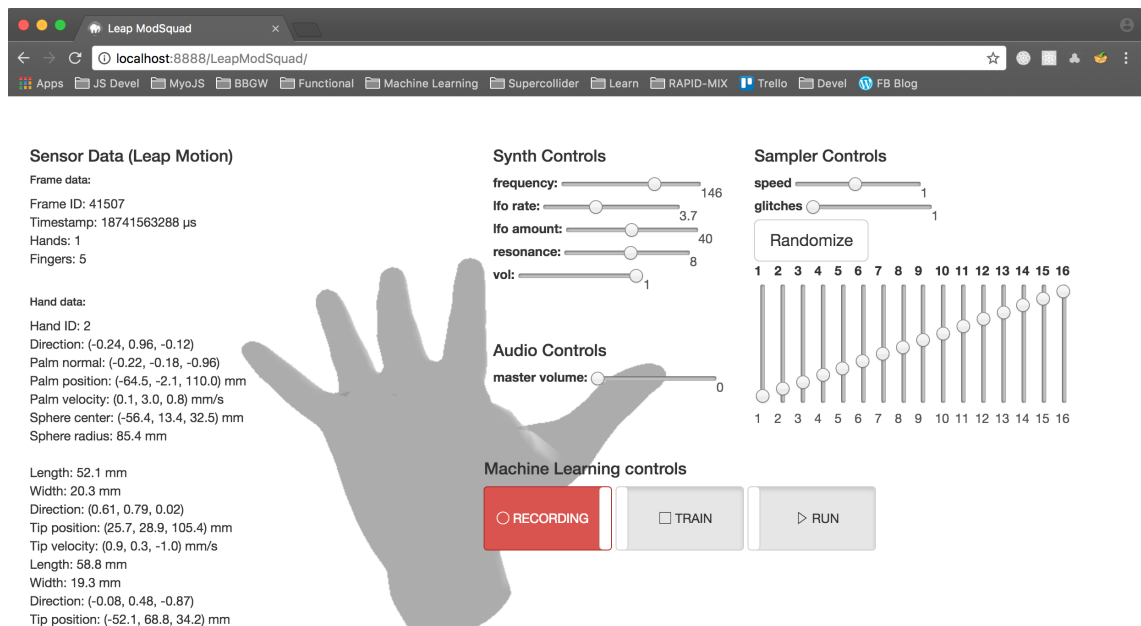 Leap ModSquad
localhost:8888/LeapModSquad/
Apps JS Devel MyoJS BBGW Functional Machine Learning Supercollider Learn RAPID-MIX Trello Devel FB Blog
Sensor Data (Leap Motion)
Frame data:
Frame ID: 41507
Timestamp: 18741563288 µs
Hands: 1
Fingers: 5
Hand data:
Hand ID: 2
Direction: (-0.24, 0.96, -0.12)
Palm normal: (-0.22, -0.18, -0.96)
Palm position: (-64.5, -2.1, 110.0) mm
Palm velocity: (0.1, 3.0, 0.8) mm/s
Sphere center: (-56.4, 13.4, 32.5) mm
Sphere radius: 85.4 mm
Length: 52.1 mm
Width: 20.3 mm
Direction: (0.61, 0.79, 0.02)
Tip position: (25.7, 28.9, 105.4) mm
Tip velocity: (0.9, 0.3, -1.0) mm/s
Length: 58.8 mm
Width: 19.3 mm
Direction: (-0.08, 0.48, -0.87)
Tip position: (-52.1, 68.8, 34.2) mm
Synth Controls
frequency: 146
lfo rate: 3.7
lfo amount: 40
resonance: 8
vol: 1
Audio Controls
master volume: 0
Sampler Controls
speed 1
glitches 1
Randomize
1 2 3 4 5 6 7 8 9 10 11 12 13 14 15 16
1 2 3 4 5 6 7 8 9 10 11 12 13 14 15 16
Machine Learning controls
RECORDING TRAIN RUN